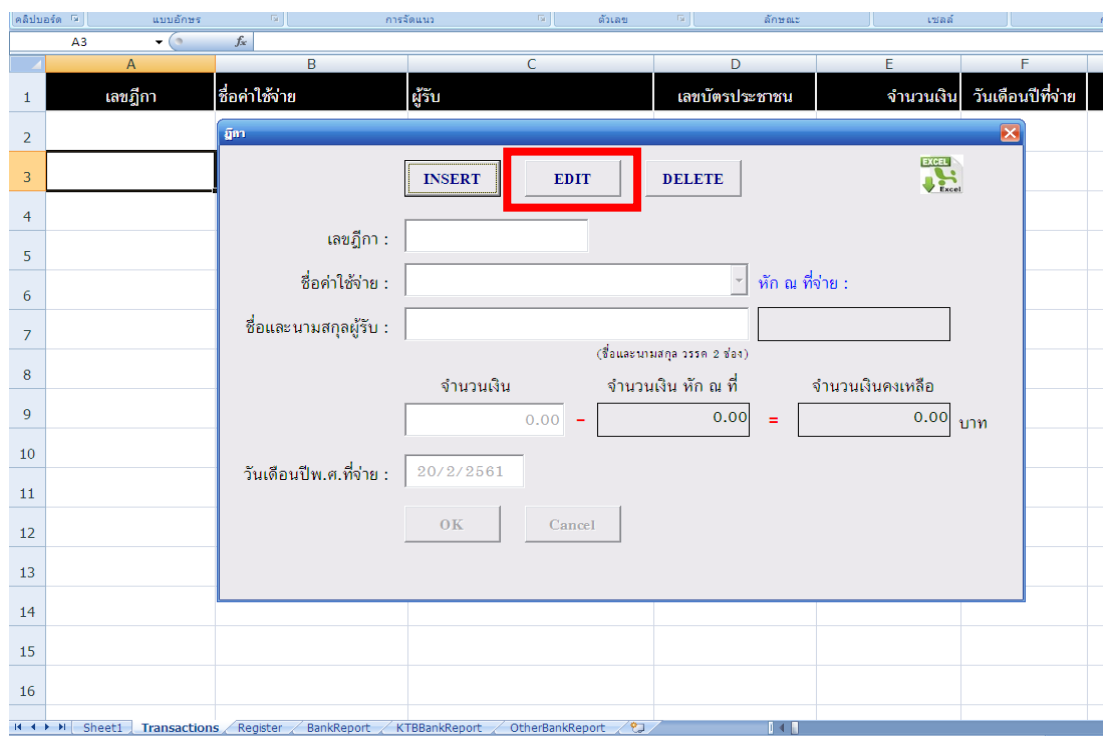 คลิปบอร์ด แบบอักษร การจัดแนว ตัวเลข ลักษณะ เซลล์
A3 fx
A B C D E F
1 เลขฎีกา ชื่อค่าใช้จ่าย ผู้รับ เลขบัตรประชาชน จำนวนเงิน วันเดือนปีที่จ่าย
2
ฎีกา
3
INSERT EDIT DELETE
EXCEL
Excel
4
เลขฎีกา :
5
ชื่อค่าใช้จ่าย : หัก ณ ที่จ่าย :
6
ชื่อและนามสกุลผู้รับ :
7
(ชื่อและนามสกุล วรรค 2 ช่อง)
8
จำนวนเงิน จำนวนเงิน หัก ณ ที่ จำนวนเงินคงเหลือ
9
0.00 - 0.00 = 0.00 บาท
10
วันเดือนปีพ.ศ.ที่จ่าย : 20/2/2561
11
OK Cancel
12
13
14
15
16
Sheet1 Transactions Register BankReport KTBBankReport OtherBankReport